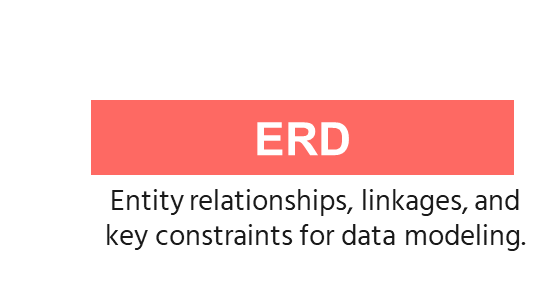 ERD
Entity relationships, linkages, and
key constraints for data modeling.